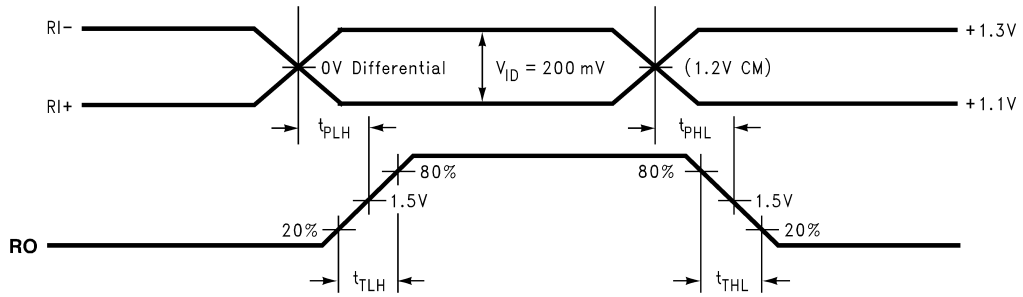 RI-
+1.3V
0V Differential
V_ID = 200 mV
(1.2V CM)
RI+
+1.1V
t_PLH
t_PHL
80%
80%
1.5V
1.5V
20%
20%
RO
t_TLH
t_THL